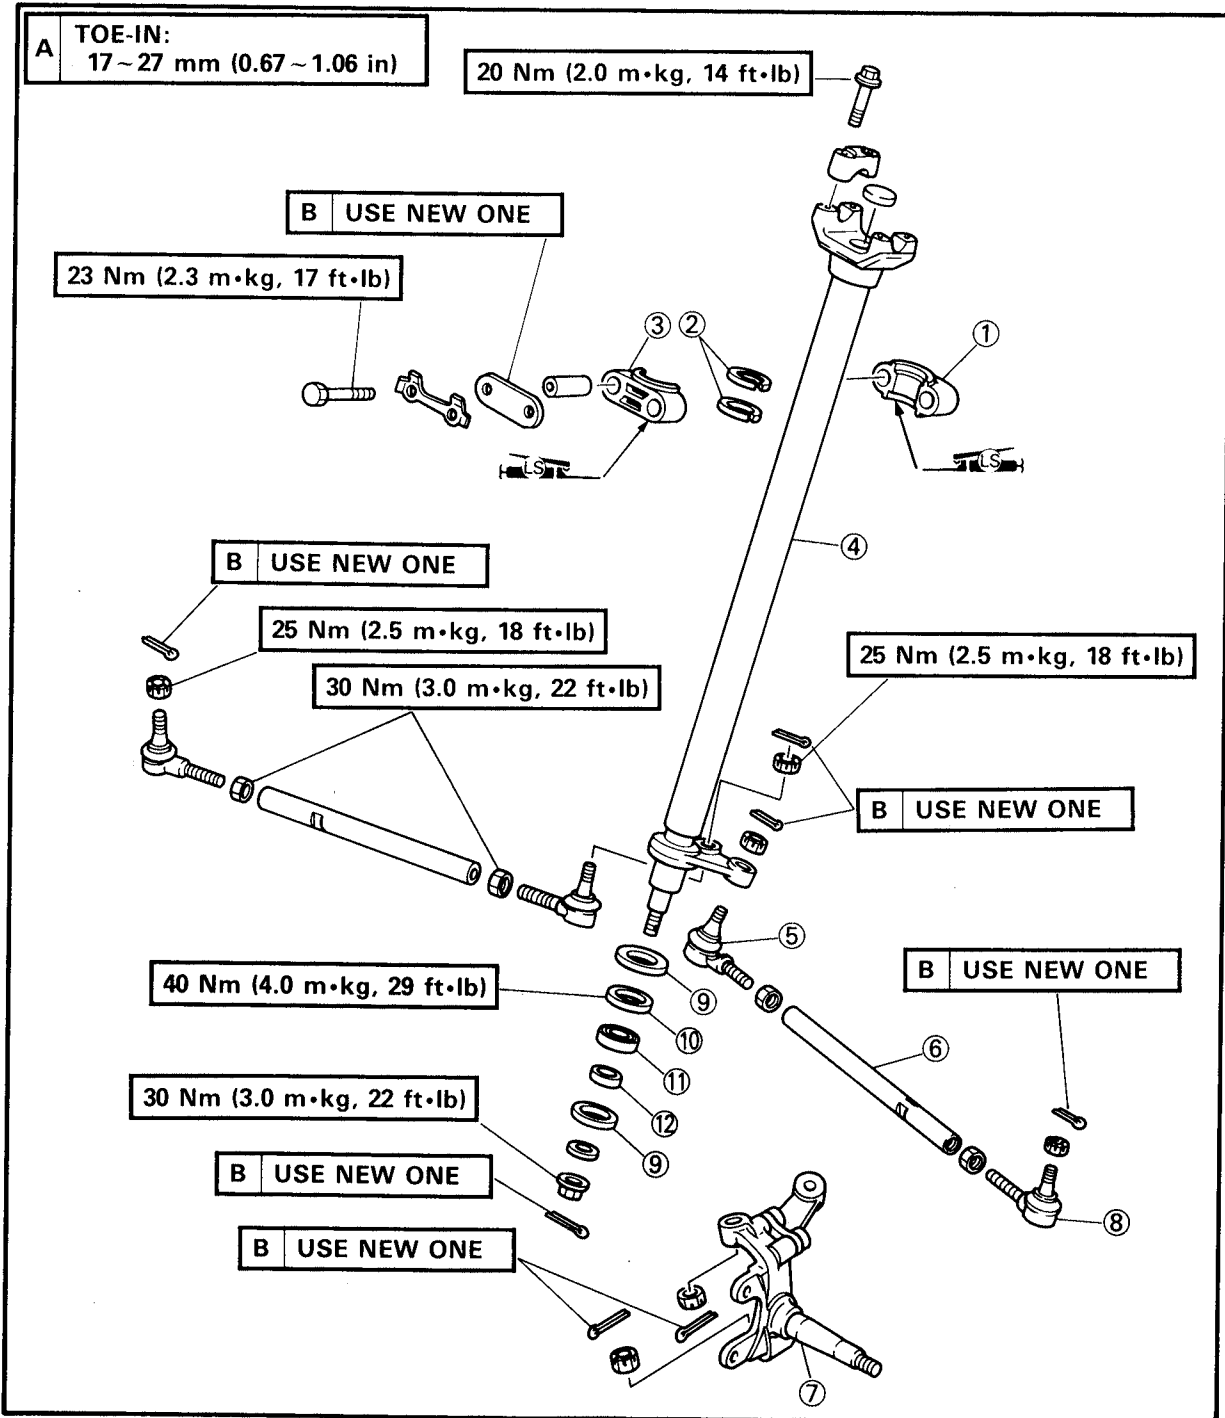 A TOE-IN:
17~27 mm (0.67~1.06 in)
20 Nm (2.0 m•kg, 14 ft•lb)
B USE NEW ONE
23 Nm (2.3 m•kg, 17 ft•lb)
③ ② ①
LS LS
④
B USE NEW ONE
25 Nm (2.5 m•kg, 18 ft•lb)
25 Nm (2.5 m•kg, 18 ft•lb)
30 Nm (3.0 m•kg, 22 ft•lb)
B USE NEW ONE
⑤
B USE NEW ONE
40 Nm (4.0 m•kg, 29 ft•lb)
⑨
⑩
⑥
⑪
30 Nm (3.0 m•kg, 22 ft•lb)
⑫
⑨
B USE NEW ONE
⑧
B USE NEW ONE
⑦